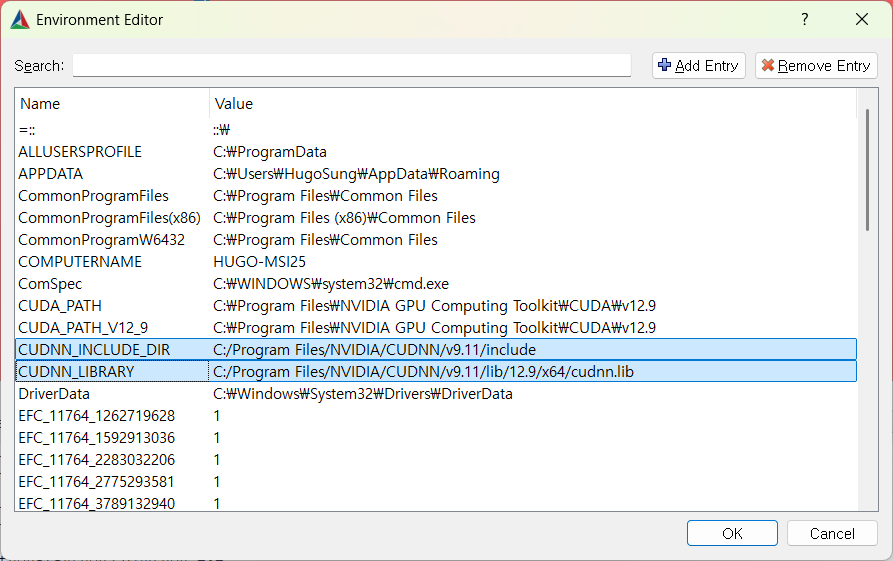 Environment Editor
?
Search:
Add Entry
Remove Entry
Name Value
=:: ::₩
ALLUSERSPROFILE C:₩ProgramData
APPDATA C:₩Users₩HugoSung₩AppData₩Roaming
CommonProgramFiles C:₩Program Files₩Common Files
CommonProgramFiles(x86) C:₩Program Files (x86)₩Common Files
CommonProgramW6432 C:₩Program Files₩Common Files
COMPUTERNAME HUGO-MSI25
ComSpec C:₩WINDOWS₩system32₩cmd.exe
CUDA_PATH C:₩Program Files₩NVIDIA GPU Computing Toolkit₩CUDA₩v12.9
CUDA_PATH_V12_9 C:₩Program Files₩NVIDIA GPU Computing Toolkit₩CUDA₩v12.9
CUDNN_INCLUDE_DIR C:/Program Files/NVIDIA/CUDNN/v9.11/include
CUDNN_LIBRARY C:/Program Files/NVIDIA/CUDNN/v9.11/lib/12.9/x64/cudnn.lib
DriverData C:₩Windows₩System32₩Drivers₩DriverData
EFC_11764_1262719628 1
EFC_11764_1592913036 1
EFC_11764_2283032206 1
EFC_11764_2775293581 1
EFC_11764_3789132940 1
OK
Cancel